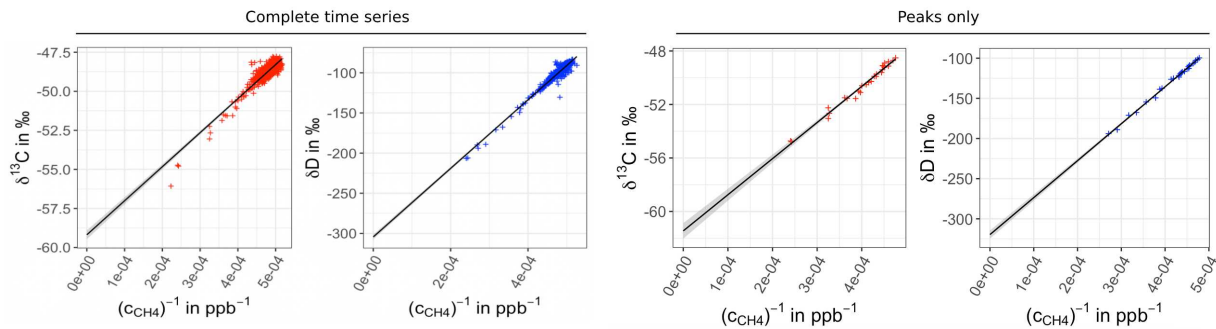 Complete time series
Peaks only
-47.5
-50.0
-52.5
-55.0
-57.5
-60.0
δ¹³C in ‰
0e+00
1e-04
2e-04
3e-04
4e-04
5e-04
(c_CH4)⁻¹ in ppb⁻¹
-100
-150
-200
-250
-300
δD in ‰
0e+00
2e-04
4e-04
(c_CH4)⁻¹ in ppb⁻¹
-48
-52
-56
-60
δ¹³C in ‰
0e+00
1e-04
2e-04
3e-04
4e-04
(c_CH4)⁻¹ in ppb⁻¹
-100
-150
-200
-250
-300
δD in ‰
0e+00
1e-04
2e-04
3e-04
4e-04
5e-04
(c_CH4)⁻¹ in ppb⁻¹